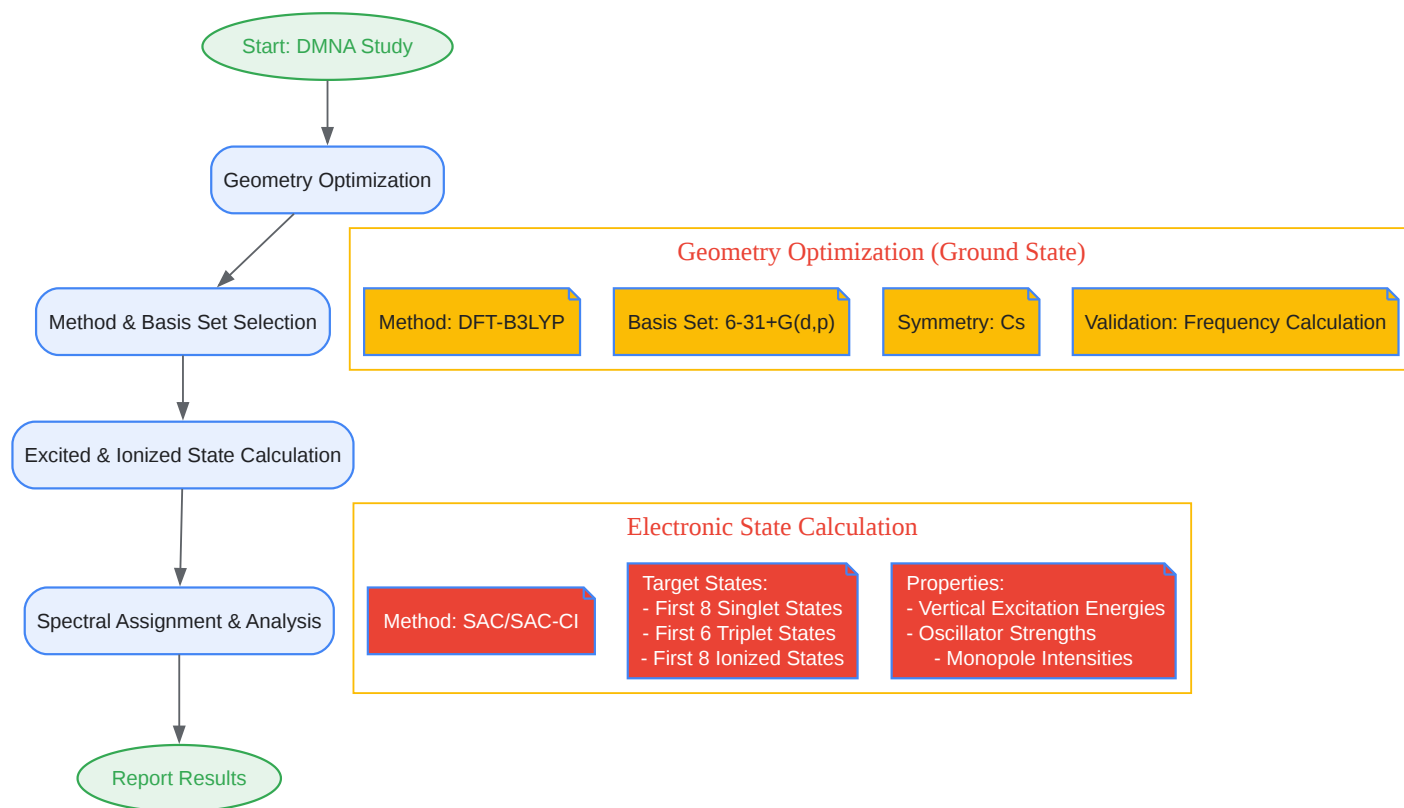 Start: DMNA Study
Geometry Optimization
Geometry Optimization (Ground State)
Method & Basis Set Selection
Method: DFT-B3LYP
Basis Set: 6-31+G(d,p)
Symmetry: Cs
Validation: Frequency Calculation
Excited & Ionized State Calculation
Electronic State Calculation
Method: SAC/SAC-CI
Target States:
- First 8 Singlet States
- First 6 Triplet States
- First 8 Ionized States
Properties:
- Vertical Excitation Energies
- Oscillator Strengths
- Monopole Intensities
Spectral Assignment & Analysis
Report Results